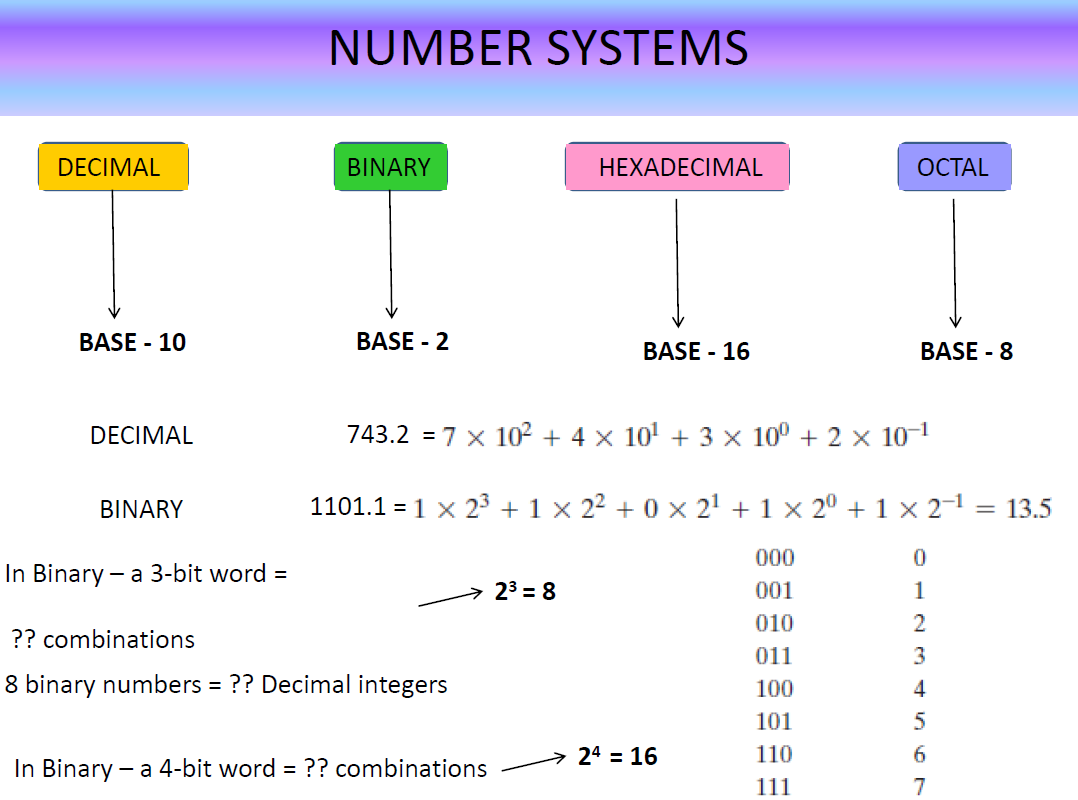 NUMBER SYSTEMS
DECIMAL BINARY HEXADECIMAL OCTAL
BASE - 10 BASE - 2 BASE - 16 BASE - 8
DECIMAL 743.2 = 7 × 10² + 4 × 10¹ + 3 × 10⁰ + 2 × 10⁻¹
BINARY 1101.1 = 1 × 2³ + 1 × 2² + 0 × 2¹ + 1 × 2⁰ + 1 × 2⁻¹ = 13.5
In Binary – a 3-bit word =
2³ = 8
?? combinations
8 binary numbers = ?? Decimal integers
In Binary – a 4-bit word = ?? combinations
2⁴ = 16
000 0
001 1
010 2
011 3
100 4
101 5
110 6
111 7